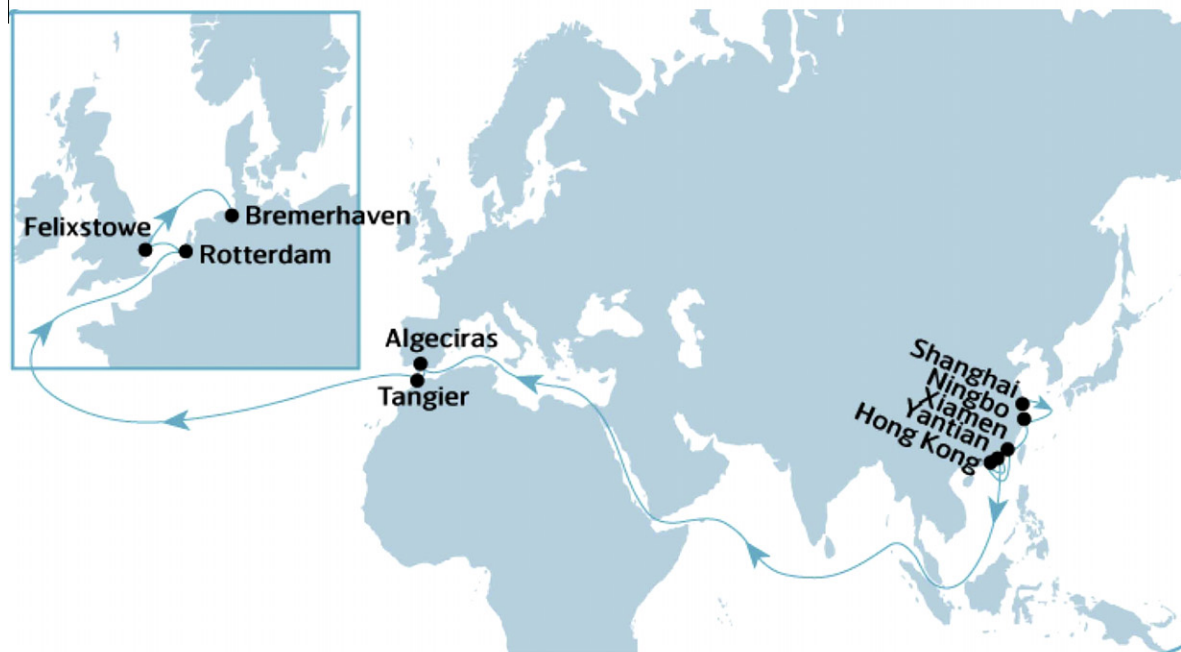 Felixstowe
Bremerhaven
Rotterdam
Algeciras
Tangier
Shanghai
Ningbo
Xiamen
Yantian
Hong Kong